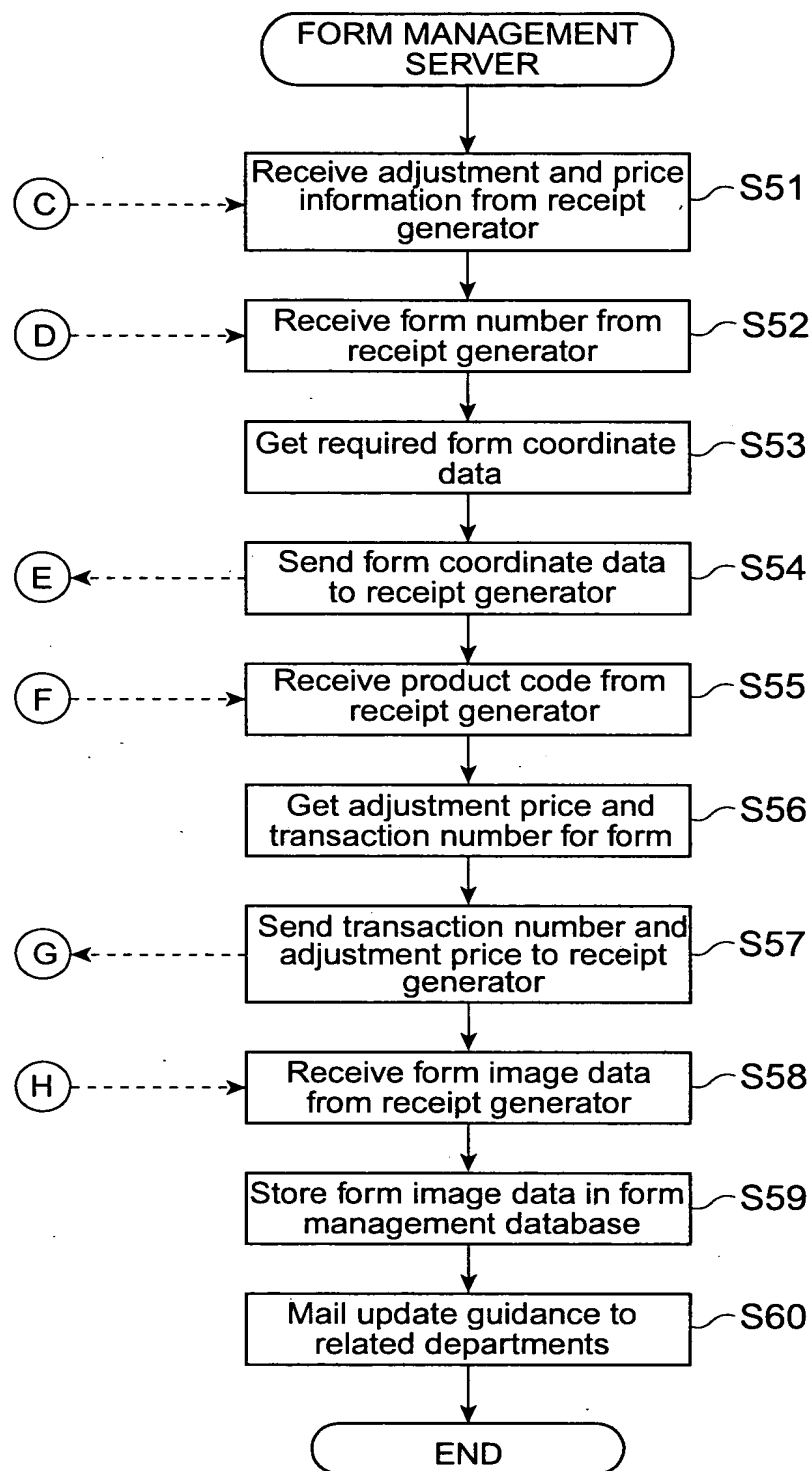 FORM MANAGEMENT
SERVER
Receive adjustment and price
information from receipt
generator
S51
C
Receive form number from
receipt generator
S52
D
Get required form coordinate
data
S53
Send form coordinate data
to receipt generator
S54
E
Receive product code from
receipt generator
S55
F
Get adjustment price and
transaction number for form
S56
Send transaction number and
adjustment price to receipt
generator
S57
G
Receive form image data
from receipt generator
S58
H
Store form image data in form
management database
S59
Mail update guidance to
related departments
S60
END